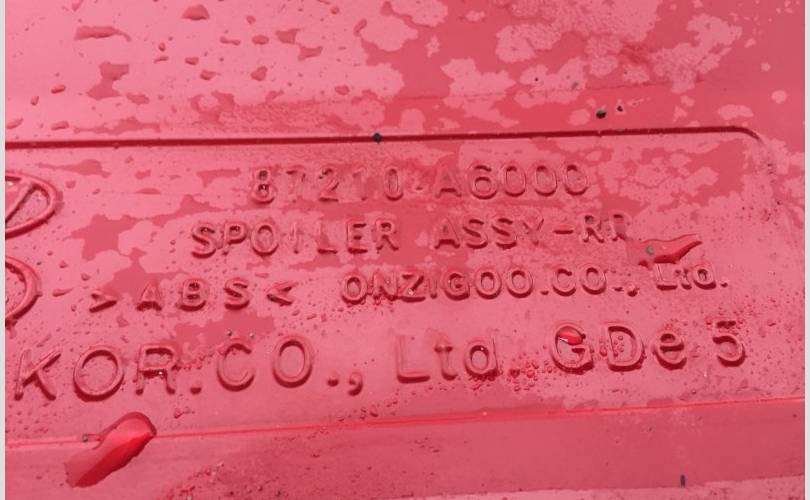 87210-A6000
SPOILER ASSY-RR
>ABS< ONZIGOO.CO., Ltd.
KOR.CO., Ltd. GDe 5